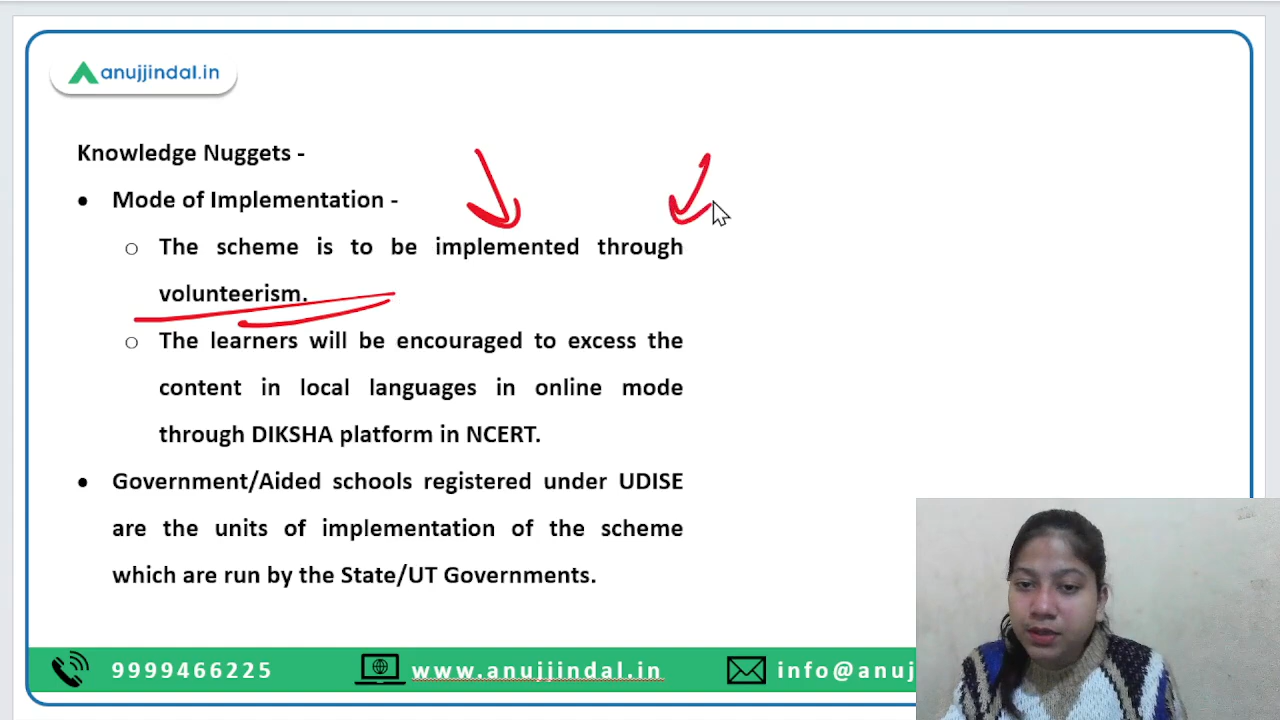 anujjindal.in
Knowledge Nuggets -
• Mode of Implementation -
o The scheme is to be implemented through
volunteerism.
o The learners will be encouraged to excess the
content in local languages in online mode
through DIKSHA platform in NCERT.
• Government/Aided schools registered under UDISE
are the units of implementation of the scheme
which are run by the State/UT Governments.
9999466225 www.anujjindal.in info@anuj